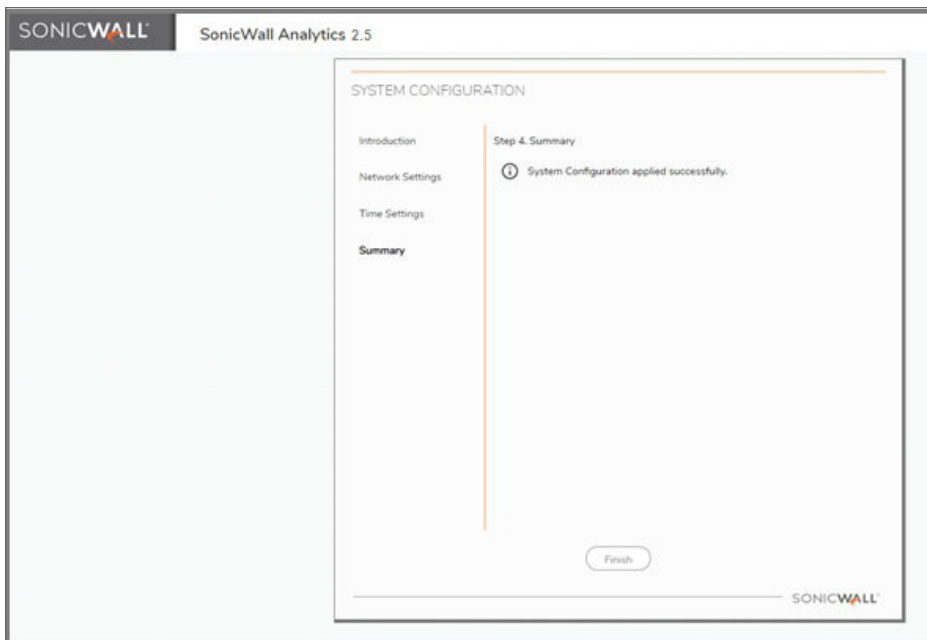 SONICWALL
SonicWall Analytics 2.5
SYSTEM CONFIGURATION
Introduction
Network Settings
Time Settings
Summary
Step 4. Summary
System Configuration applied successfully.
Finish
SONICWALL